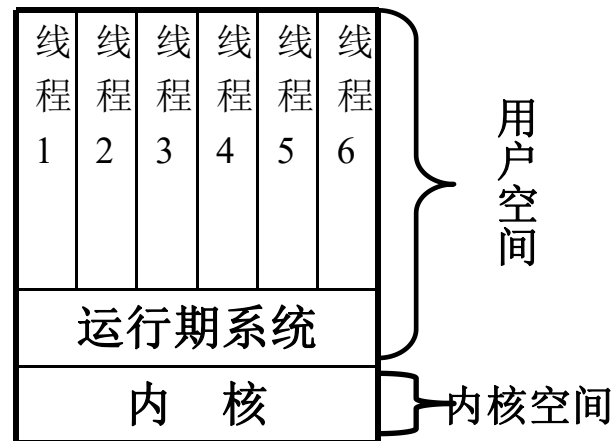 线程1
线程2
线程3
线程4
线程5
线程6
用户空间
运行期系统
内 核
内核空间